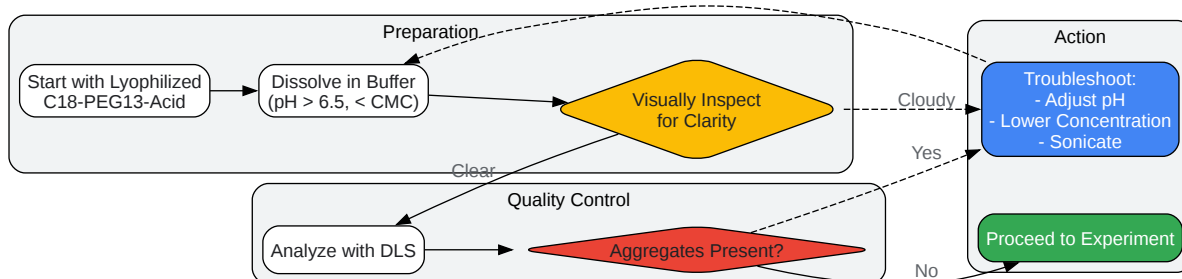 Preparation
Start with Lyophilized
C18-PEG13-Acid
Dissolve in Buffer
(pH > 6.5, < CMC)
Visually Inspect
for Clarity
Cloudy
Clear
Action
Troubleshoot:
- Adjust pH
- Lower Concentration
- Sonicate
Yes
Quality Control
Analyze with DLS
Aggregates Present?
No
Proceed to Experiment